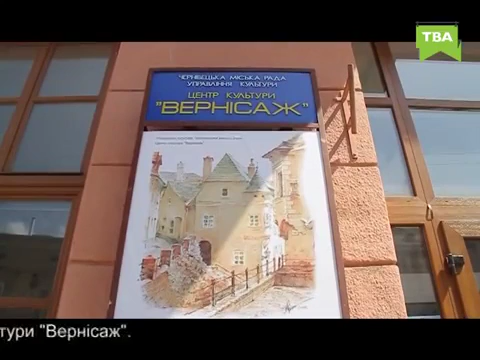 ТВА
ЧЕРНІВЕЦЬКА МІСЬКА РАДА
УПРАВЛІННЯ КУЛЬТУРИ
ЦЕНТР КУЛЬТУРИ
"ВЕРНІСАЖ"
тури "Вернісаж".